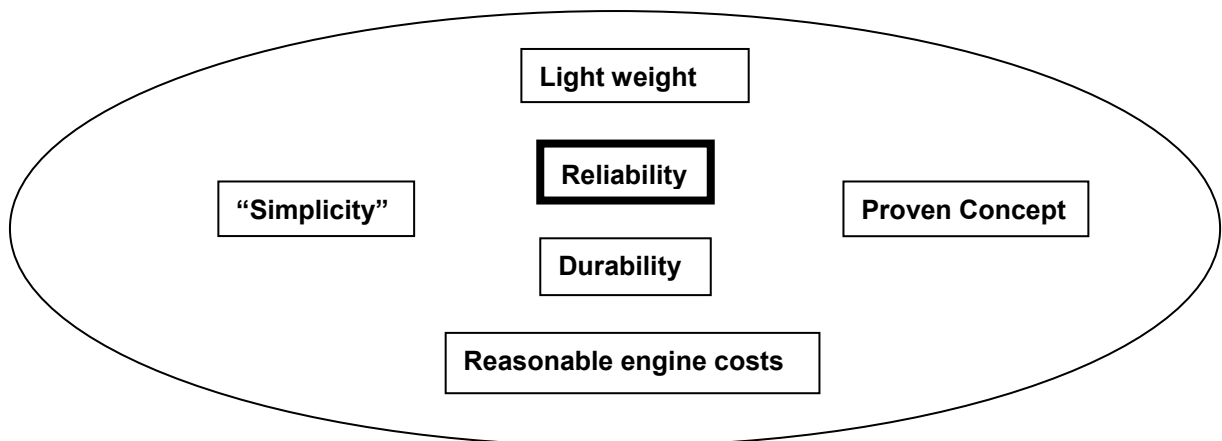 Light weight
Reliability
“Simplicity”
Proven Concept
Durability
Reasonable engine costs